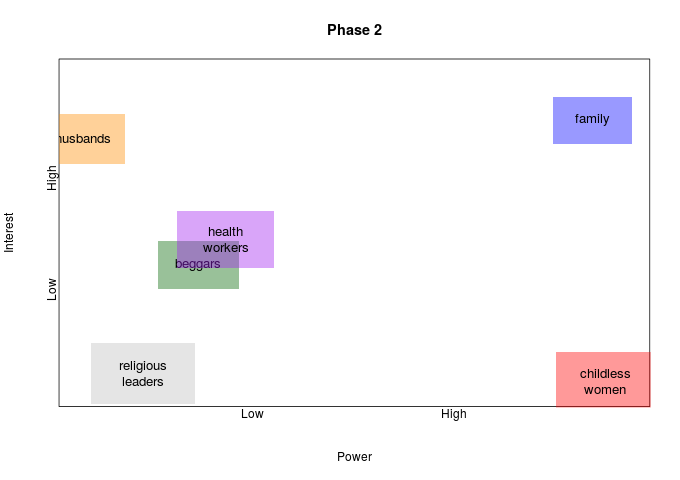 Phase 2
family
husbands
High
Interest
health
workers
beggars
Low
religious
leaders
childless
women
Low
High
Power